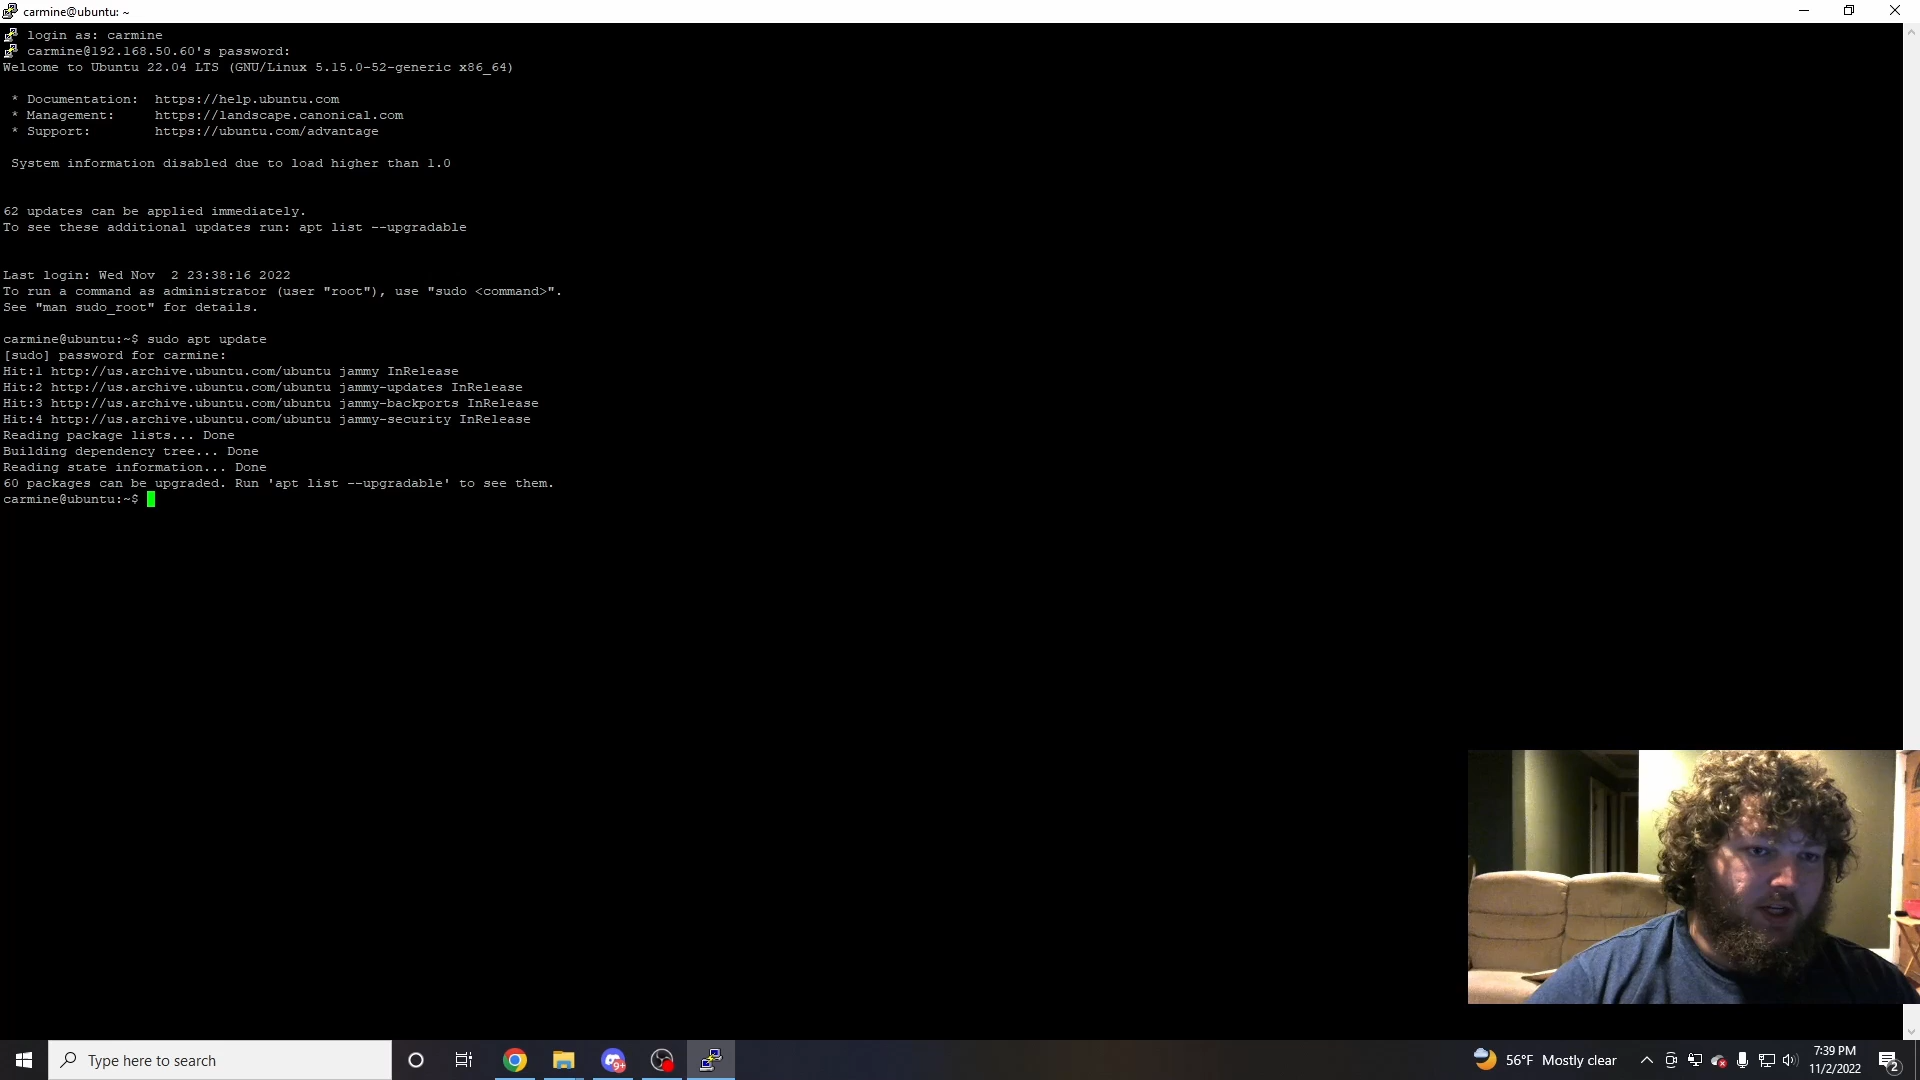 carmine@ubuntu: ~
login as: carmine
carmine@192.168.50.60's password:
Welcome to Ubuntu 22.04 LTS (GNU/Linux 5.15.0-52-generic x86_64)
* Documentation:  https://help.ubuntu.com
* Management:     https://landscape.canonical.com
* Support:        https://ubuntu.com/advantage
System information disabled due to load higher than 1.0
62 updates can be applied immediately.
To see these additional updates run: apt list --upgradable
Last login: Wed Nov  2 23:38:16 2022
To run a command as administrator (user "root"), use "sudo <command>".
See "man sudo_root" for details.
carmine@ubuntu:~$ sudo apt update
[sudo] password for carmine:
Hit:1 http://us.archive.ubuntu.com/ubuntu jammy InRelease
Hit:2 http://us.archive.ubuntu.com/ubuntu jammy-updates InRelease
Hit:3 http://us.archive.ubuntu.com/ubuntu jammy-backports InRelease
Hit:4 http://us.archive.ubuntu.com/ubuntu jammy-security InRelease
Reading package lists... Done
Building dependency tree... Done
Reading state information... Done
60 packages can be upgraded. Run 'apt list --upgradable' to see them.
carmine@ubuntu:~$
Type here to search
9+
56°F Mostly clear
7:39 PM
11/2/2022
2